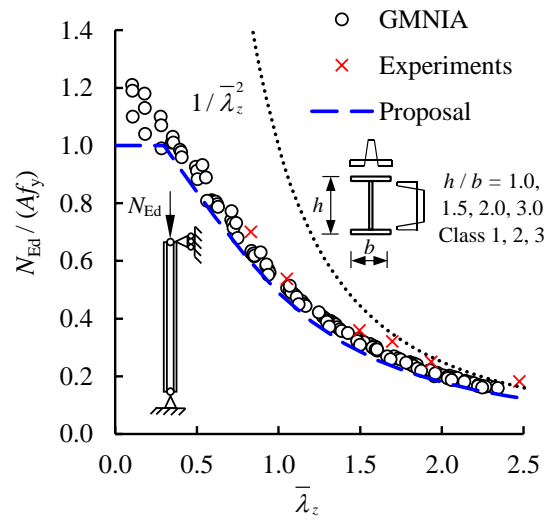 1.4
1.2
1.0
0.8
0.6
0.4
0.2
0.0
N_Ed / (Af_y)
GMNIA
Experiments
Proposal
1/λ̅_z^2
N_Ed
h
b
h / b = 1.0,
1.5, 2.0, 3.0
Class 1, 2, 3
0.0 0.5 1.0 1.5 2.0 2.5
λ̅_z